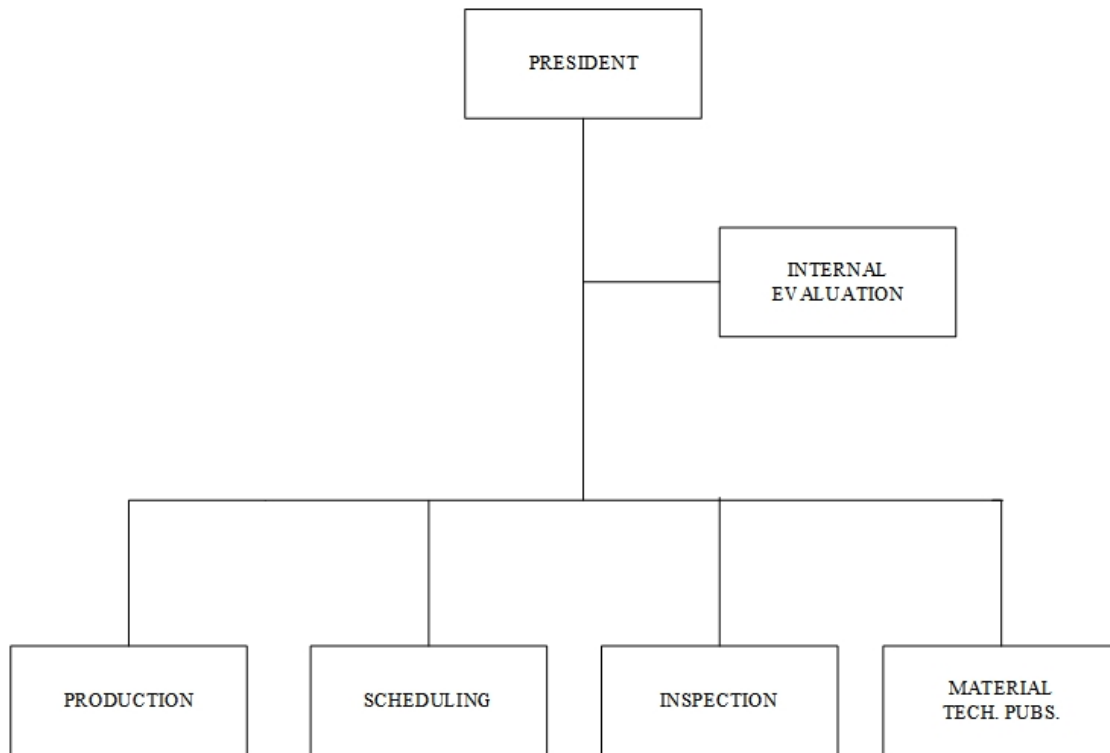 PRESIDENT
INTERNAL
EVALUATION
PRODUCTION
SCHEDULING
INSPECTION
MATERIAL
TECH. PUBS.